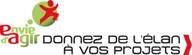 envie
d'agir
DONNEZ DE L'ÉLAN
À VOS PROJETS !